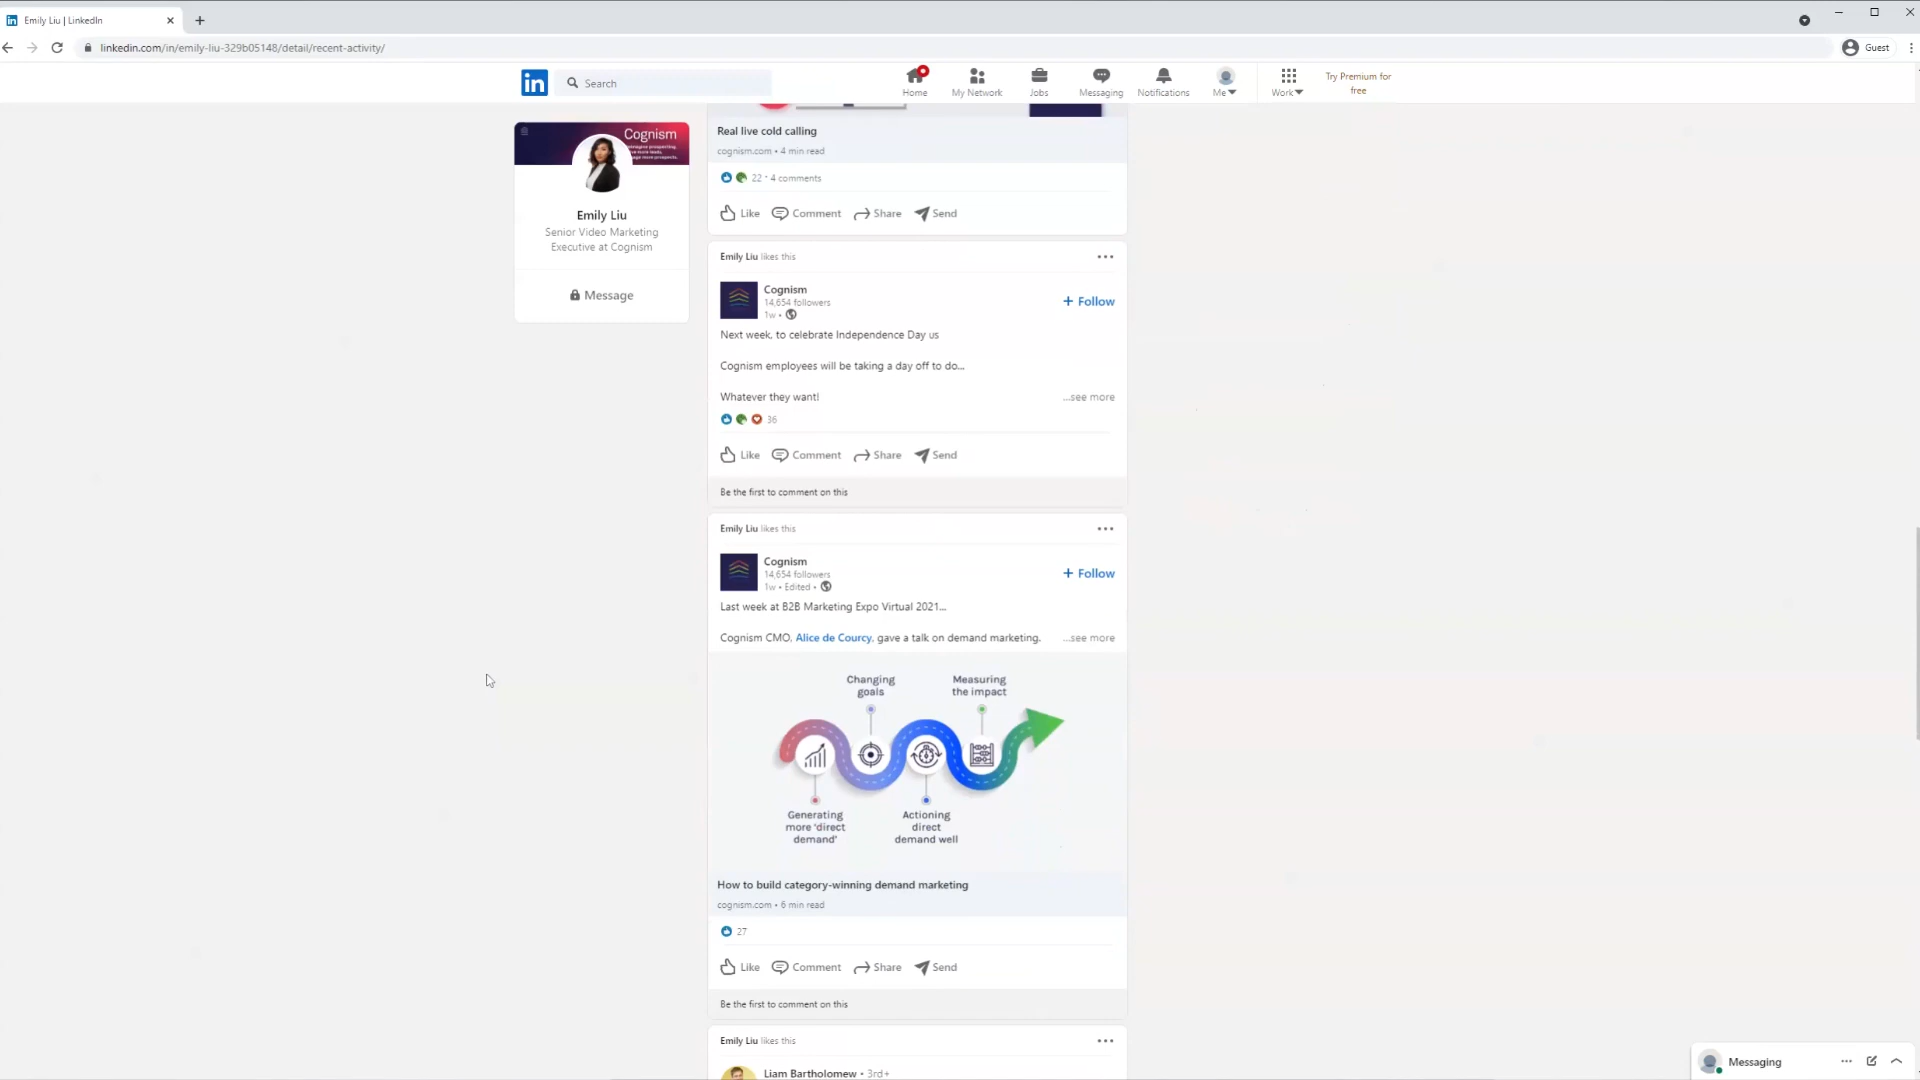 Emily Liu | LinkedIn
linkedin.com/in/emily-liu-329b05148/detail/recent-activity/
Guest
in
Search
Home
My Network
Jobs
Messaging
Notifications
Me
Work
Try Premium for
free
Cognism
Emily Liu
Senior Video Marketing
Executive at Cognism
Message
Real live cold calling
cognism.com • 4 min read
22 • 4 comments
Like
Comment
Share
Send
Emily Liu likes this
Cognism
14,654 followers
1w •
+ Follow
Next week, to celebrate Independence Day us
Cognism employees will be taking a day off to do...
Whatever they want!
...see more
36
Like
Comment
Share
Send
Be the first to comment on this
Emily Liu likes this
Cognism
14,654 followers
1w • Edited •
+ Follow
Last week at B2B Marketing Expo Virtual 2021...
Cognism CMO, Alice de Courcy, gave a talk on demand marketing.
...see more
Changing
goals
Measuring
the impact
Generating
more 'direct
demand'
Actioning
direct
demand well
How to build category-winning demand marketing
cognism.com • 6 min read
27
Like
Comment
Share
Send
Be the first to comment on this
Emily Liu likes this
Liam Bartholomew • 3rd+
Messaging